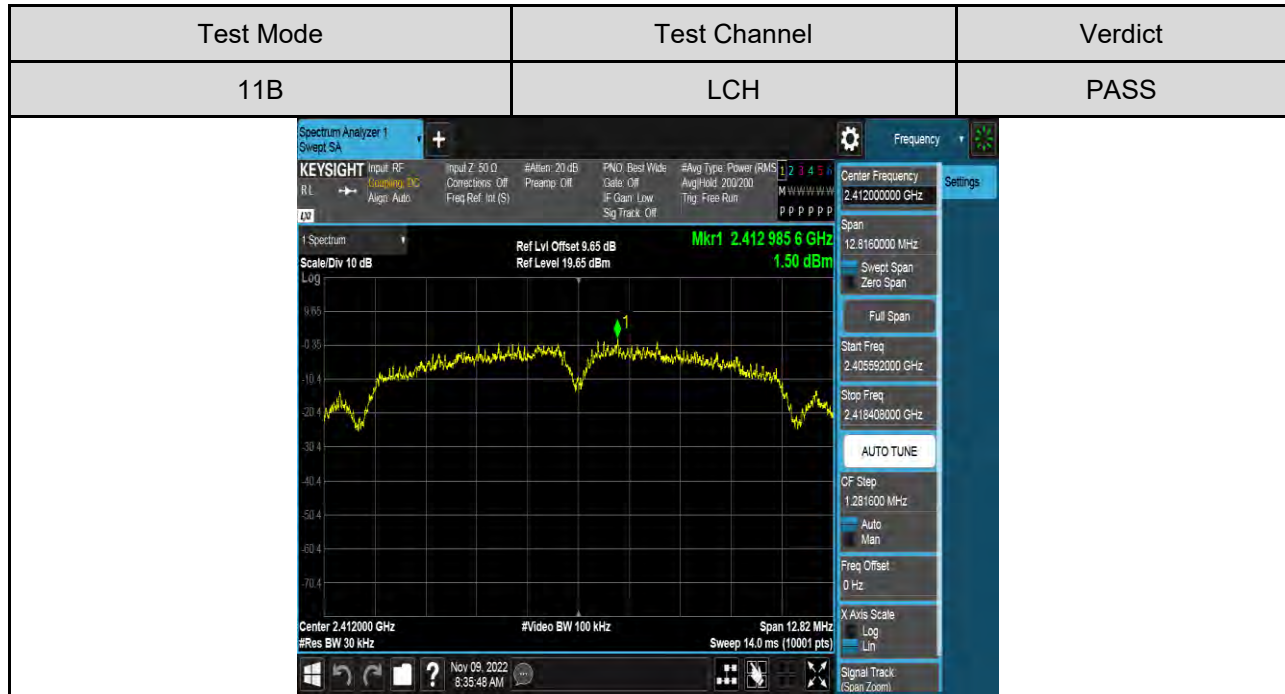 Test Mode Test Channel Verdict
11B LCH PASS
Spectrum Analyzer 1
Swept SA
Frequency
KEYSIGHT Input: RF Input Z: 50 Ω #Atten: 20 dB PNO: Best Wide #Avg Type: Power (RMS 1 2 3 4 5 6
RL Coupling: DC Corrections: Off Preamp: Off Gate: Off Avg|Hold: 200/200 M W W W W W
Align: Auto Freq Ref: Int (S) IF Gain: Low Trig: Free Run
Sig Track: Off P P P P P P
LXI
1 Spectrum
Scale/Div 10 dB
Log
Ref Lvl Offset 9.65 dB
Ref Level 19.65 dBm
Mkr1 2.412 985 6 GHz
1.50 dBm
9.65
1
-0.35
-10.4
-20.4
-30.4
-40.4
-50.4
-60.4
-70.4
Center 2.412000 GHz #Video BW 100 kHz Span 12.82 MHz
#Res BW 30 kHz Sweep 14.0 ms (10001 pts)
Nov 09, 2022
8:35:48 AM
?
Settings
Center Frequency
2.412000000 GHz
Span
12.8160000 MHz
Swept Span
Zero Span
Full Span
Start Freq
2.405592000 GHz
Stop Freq
2.418408000 GHz
AUTO TUNE
CF Step
1.281600 MHz
Auto
Man
Freq Offset
0 Hz
X Axis Scale
Log
Lin
Signal Track
(Span Zoom)